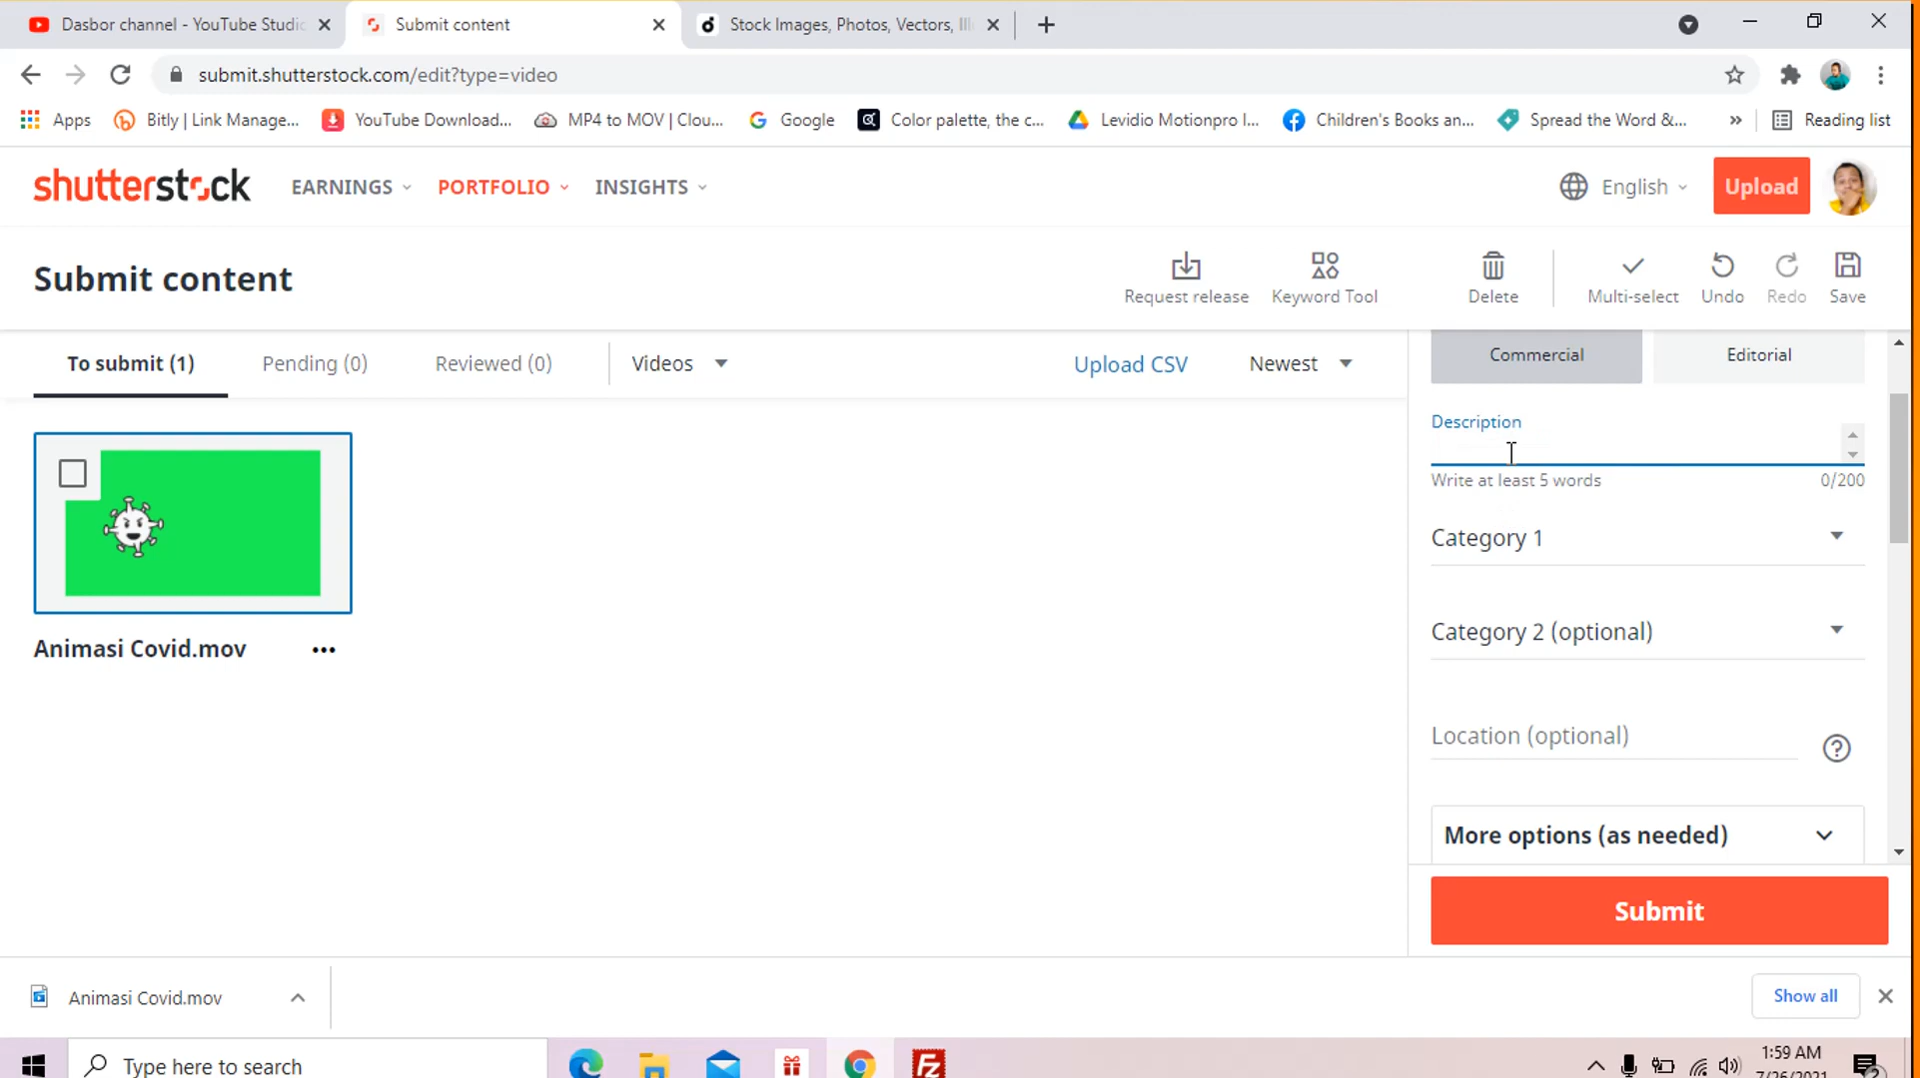 Dasbor channel - YouTube Studio
Submit content
Stock Images, Photos, Vectors, Ill
submit.shutterstock.com/edit?type=video
Apps
Bitly | Link Manage...
YouTube Download...
MP4 to MOV | Clou...
Google
Color palette, the c...
Levidio Motionpro I...
Children's Books an...
Spread the Word &...
»
Reading list
shutterstock
EARNINGS
PORTFOLIO
INSIGHTS
English
Upload
Submit content
Request release
Keyword Tool
Delete
Multi-select
Undo
Redo
Save
To submit (1)
Pending (0)
Reviewed (0)
Videos
Upload CSV
Newest
Commercial
Editorial
Description
Write at least 5 words
0/200
Category 1
Category 2 (optional)
Location (optional)
?
More options (as needed)
Submit
Animasi Covid.mov
•••
Animasi Covid.mov
Show all
Type here to search
1:59 AM
7/26/2021
2